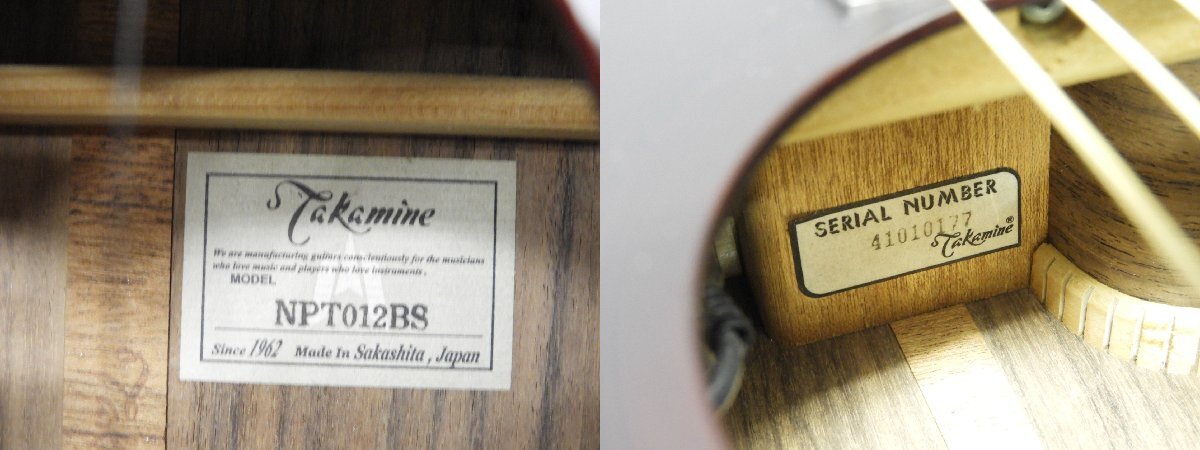 Takamine
We are manufacturing guitars conscientiously for the musicians
who love music and players who love instruments.
MODEL
NPT012BS
Since 1962 Made In Sakashita, Japan
SERIAL NUMBER
41010177
Takamine®